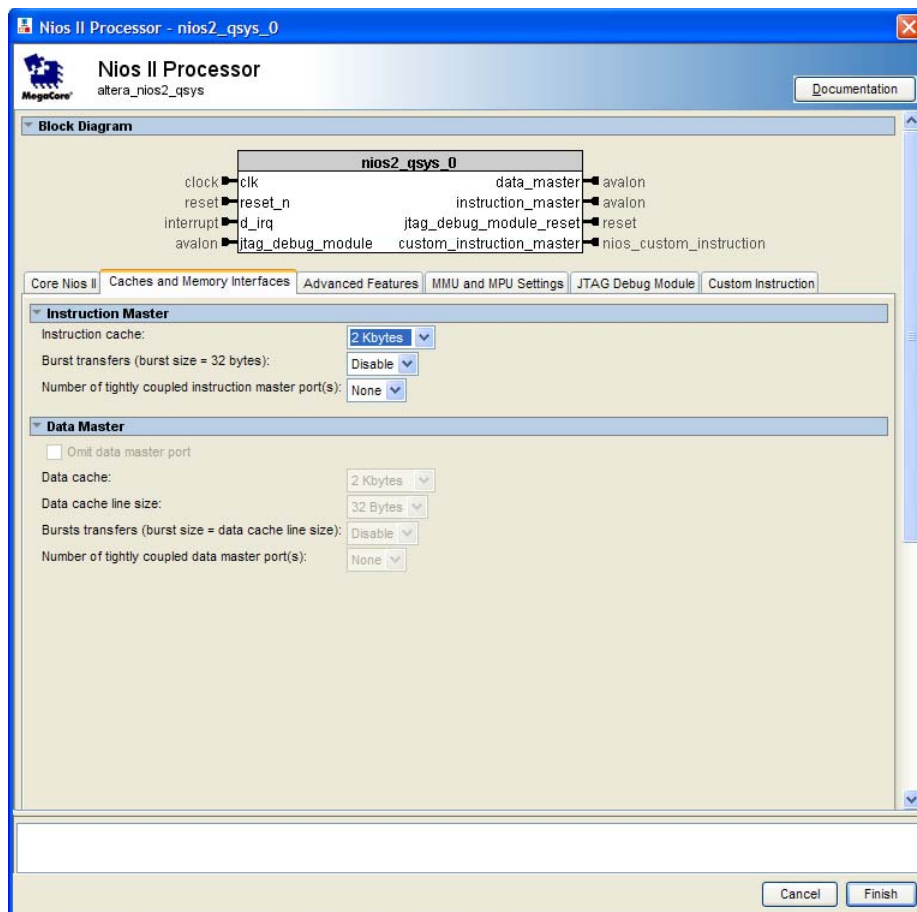 Nios II Processor - nios2_qsys_0
MegaCore®
Nios II Processor
altera_nios2_qsys
Documentation
Block Diagram
nios2_qsys_0
clock clk data_master avalon
reset reset_n instruction_master avalon
interrupt d_irq jtag_debug_module_reset reset
avalon jtag_debug_module custom_instruction_master nios_custom_instruction
Core Nios II Caches and Memory Interfaces Advanced Features MMU and MPU Settings JTAG Debug Module Custom Instruction
Instruction Master
Instruction cache: 2 Kbytes
Burst transfers (burst size = 32 bytes): Disable
Number of tightly coupled instruction master port(s): None
Data Master
Omit data master port
Data cache: 2 Kbytes
Data cache line size: 32 Bytes
Bursts transfers (burst size = data cache line size): Disable
Number of tightly coupled data master port(s): None
Cancel Finish